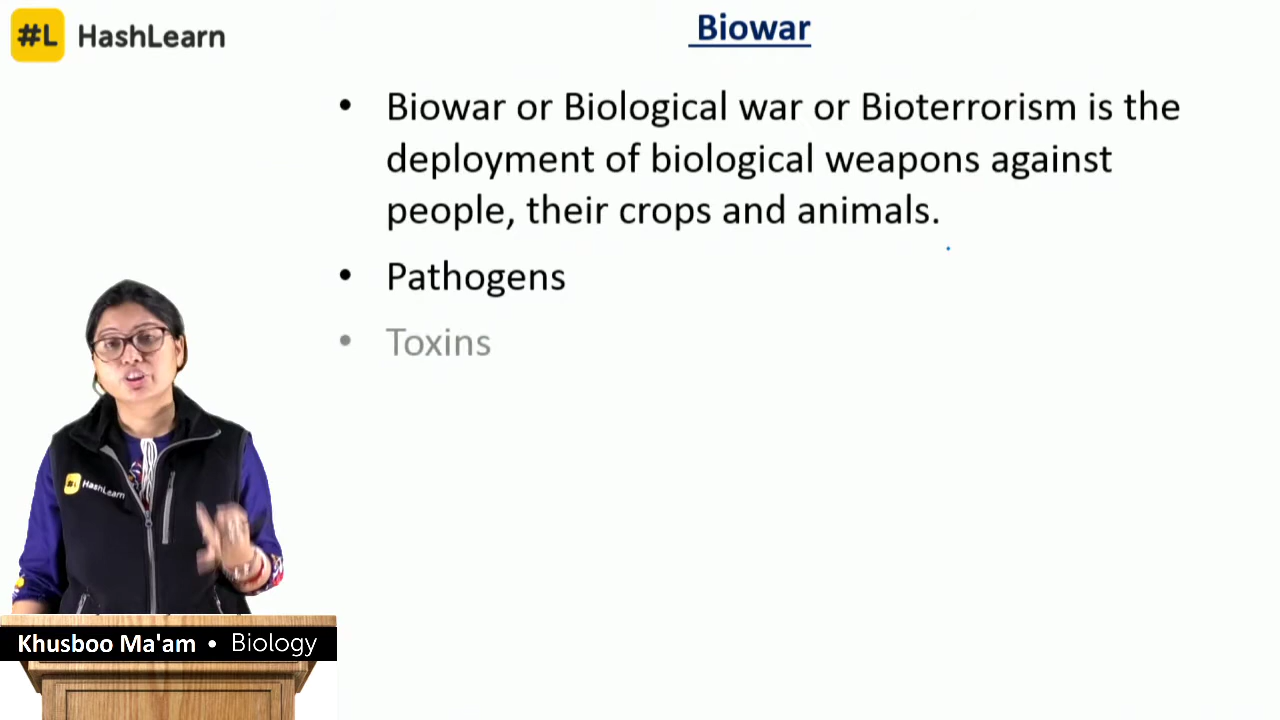 #L HashLearn
Biowar
• Biowar or Biological war or Bioterrorism is the
deployment of biological weapons against
people, their crops and animals.
• Pathogens
• Toxins
#L HashLearn
Khusboo Ma'am • Biology